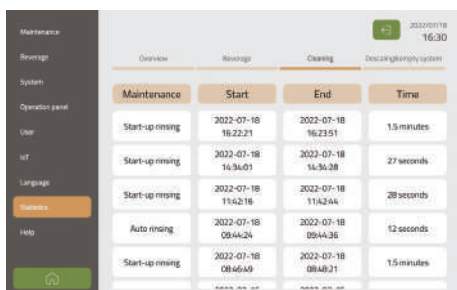 2022/07/18
16:30
Maintenance
Beverage
System
Operation panel
User
IoT
Language
Statistics
Help
Overview Beverage Cleaning Descaling&empty system
Maintenance Start End Time
Start-up rinsing 2022-07-18 16:22:21 2022-07-18 16:23:51 1.5 minutes
Start-up rinsing 2022-07-18 14:34:01 2022-07-18 14:34:28 27 seconds
Start-up rinsing 2022-07-18 11:42:16 2022-07-18 11:42:44 28 seconds
Auto rinsing 2022-07-18 09:44:24 2022-07-18 09:44:36 12 seconds
Start-up rinsing 2022-07-18 08:46:49 2022-07-18 08:48:21 1.5 minutes